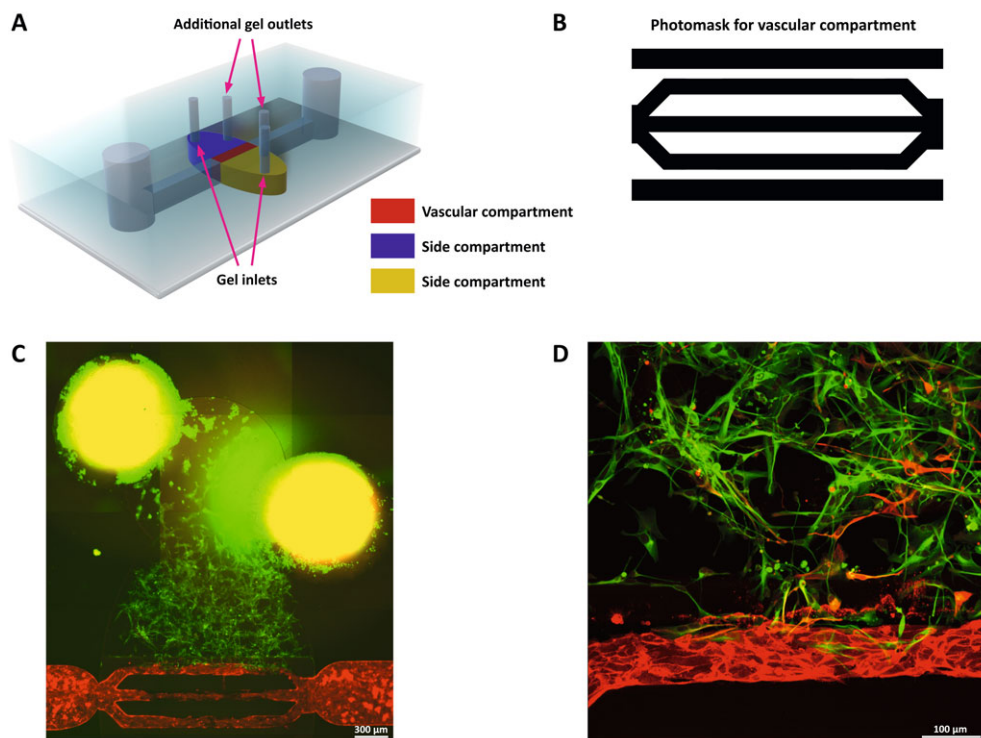 A
Additional gel outlets
Gel inlets
Vascular compartment
Side compartment
Side compartment
B
Photomask for vascular compartment
C
300 µm
D
100 µm